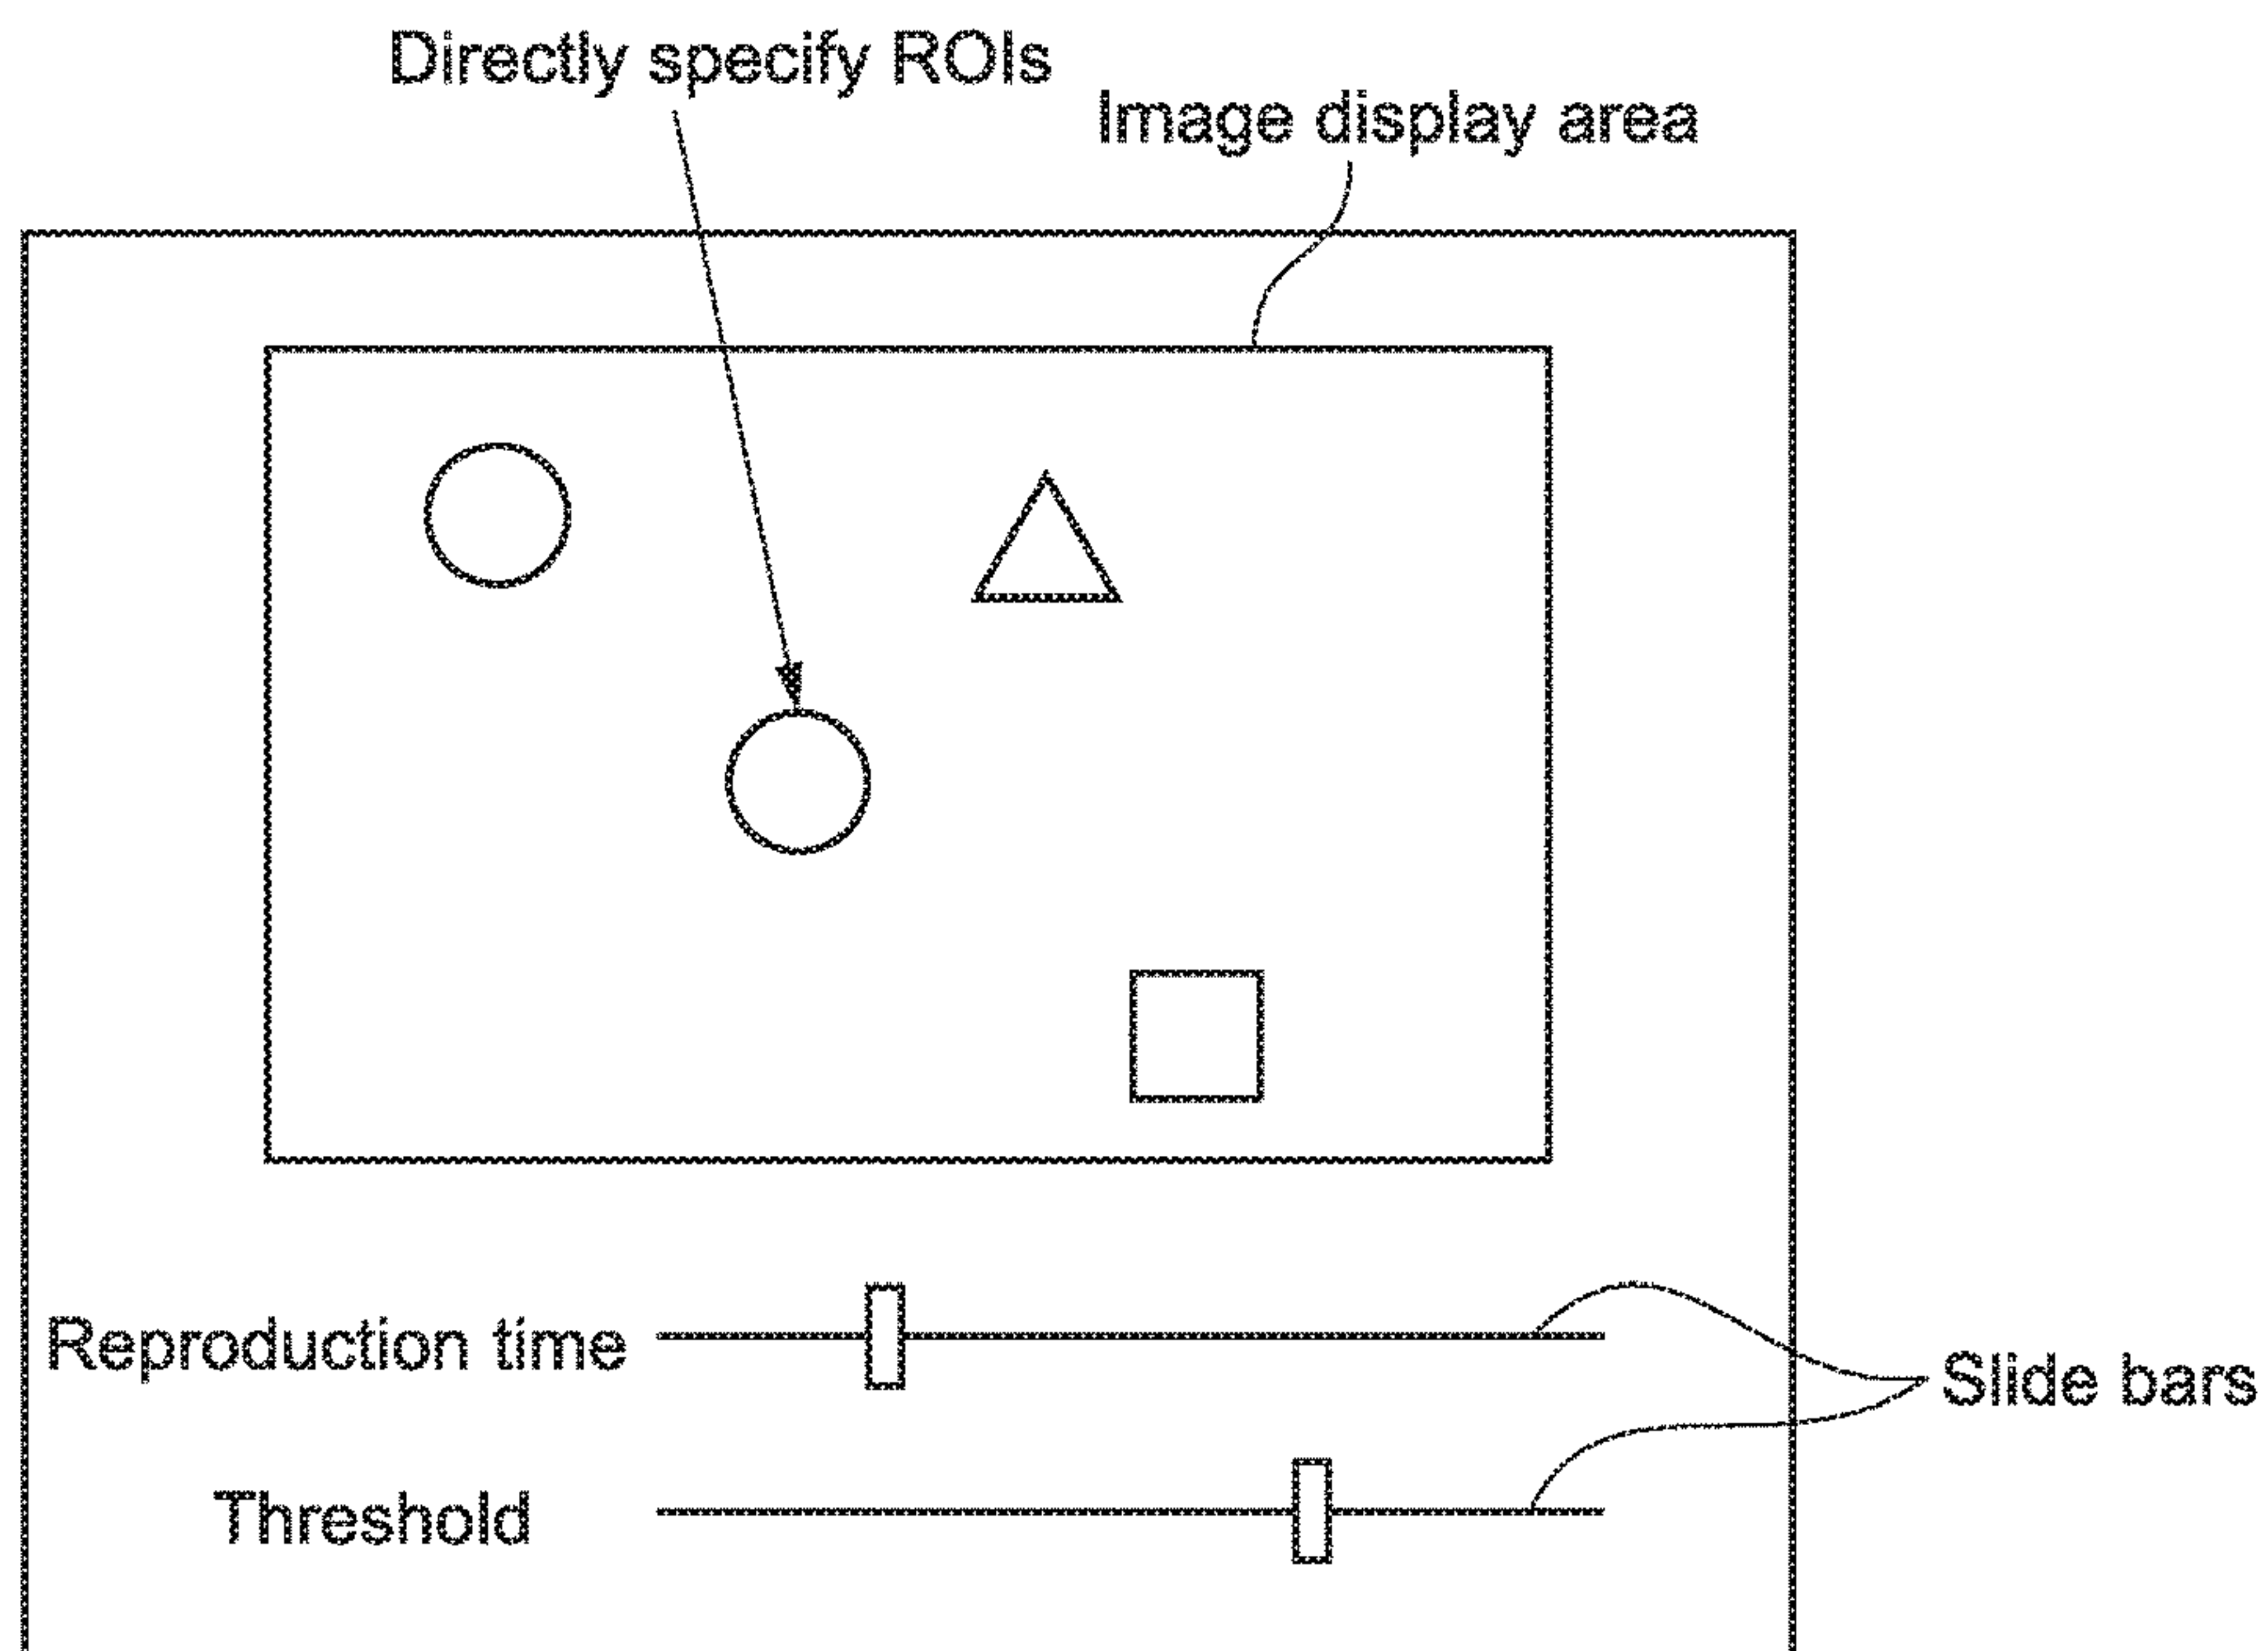 Directly specify ROIs
Image display area
Reproduction time
Slide bars
Threshold